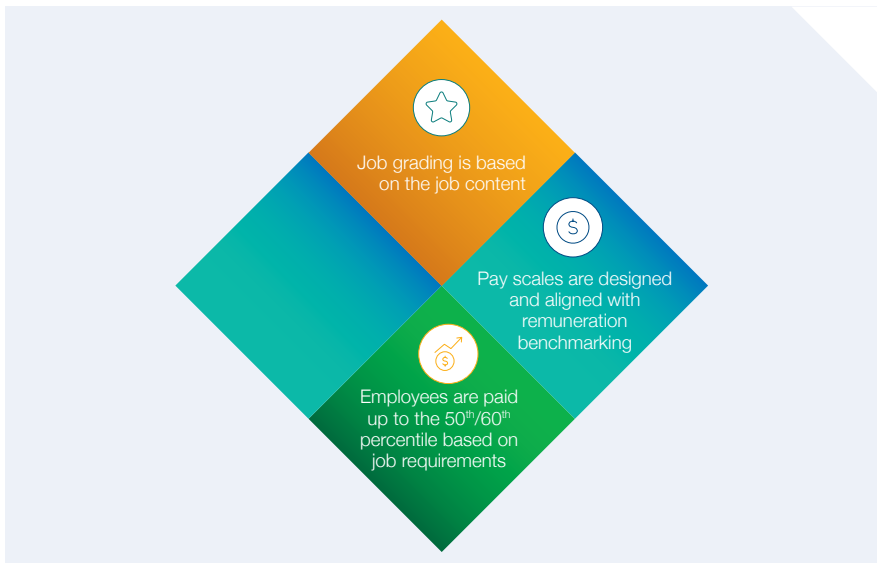 Job grading is based
on the job content
$
Pay scales are designed
and aligned with
remuneration
benchmarking
$
Employees are paid
up to the 50th/60th
percentile based on
job requirements